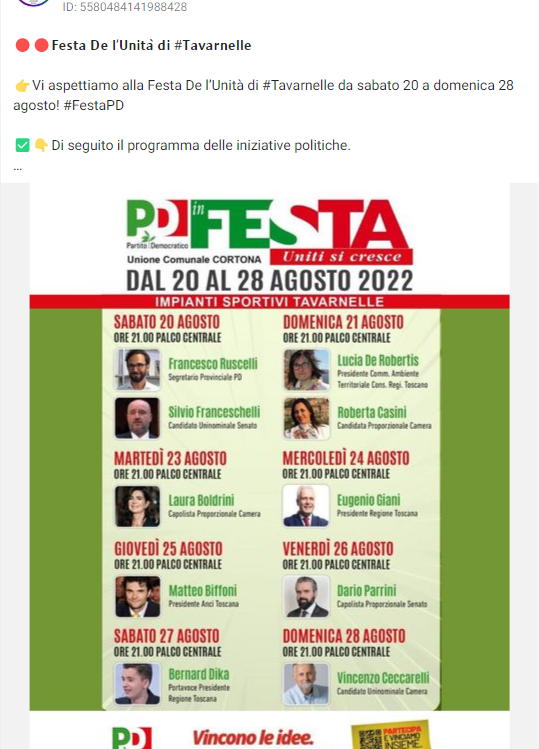 ID: 5580484141988428
🔴 🔴 Festa De l'Unità di #Tavarnelle
👉Vi aspettiamo alla Festa De l'Unità di #Tavarnelle da sabato 20 a domenica 28
agosto! #FestaPD
✅ 👇Di seguito il programma delle iniziative politiche.
...
PD in FESTA
Partito Democratico
Uniti si cresce
Unione Comunale CORTONA
DAL 20 AL 28 AGOSTO 2022
IMPIANTI SPORTIVI TAVARNELLE
SABATO 20 AGOSTO
ORE 21.00 PALCO CENTRALE
Francesco Ruscelli
Segretario Provinciale PD
Silvio Franceschelli
Candidato Uninominale Senato
DOMENICA 21 AGOSTO
ORE 21.00 PALCO CENTRALE
Lucia De Robertis
Presidente Comm. Ambiente
Territoriale Cons. Regi. Toscano
Roberta Casini
Candidata Proporzionale Camera
MARTEDÌ 23 AGOSTO
ORE 21.00 PALCO CENTRALE
Laura Boldrini
Capolista Proporzionale Camera
MERCOLEDÌ 24 AGOSTO
ORE 21.00 PALCO CENTRALE
Eugenio Giani
Presidente Regione Toscana
GIOVEDÌ 25 AGOSTO
ORE 21.00 PALCO CENTRALE
Matteo Biffoni
Presidente Anci Toscana
VENERDÌ 26 AGOSTO
ORE 21.00 PALCO CENTRALE
Dario Parrini
Capolista Proporzionale Senato
SABATO 27 AGOSTO
ORE 21.00 PALCO CENTRALE
Bernard Dika
Portavoce Presidente
Regione Toscana
DOMENICA 28 AGOSTO
ORE 21.00 PALCO CENTRALE
Vincenzo Ceccarelli
Candidato Uninominale Camera
PD
Vincono le idee.
PARTECIPA
E VINCIAMO
INSIEME.